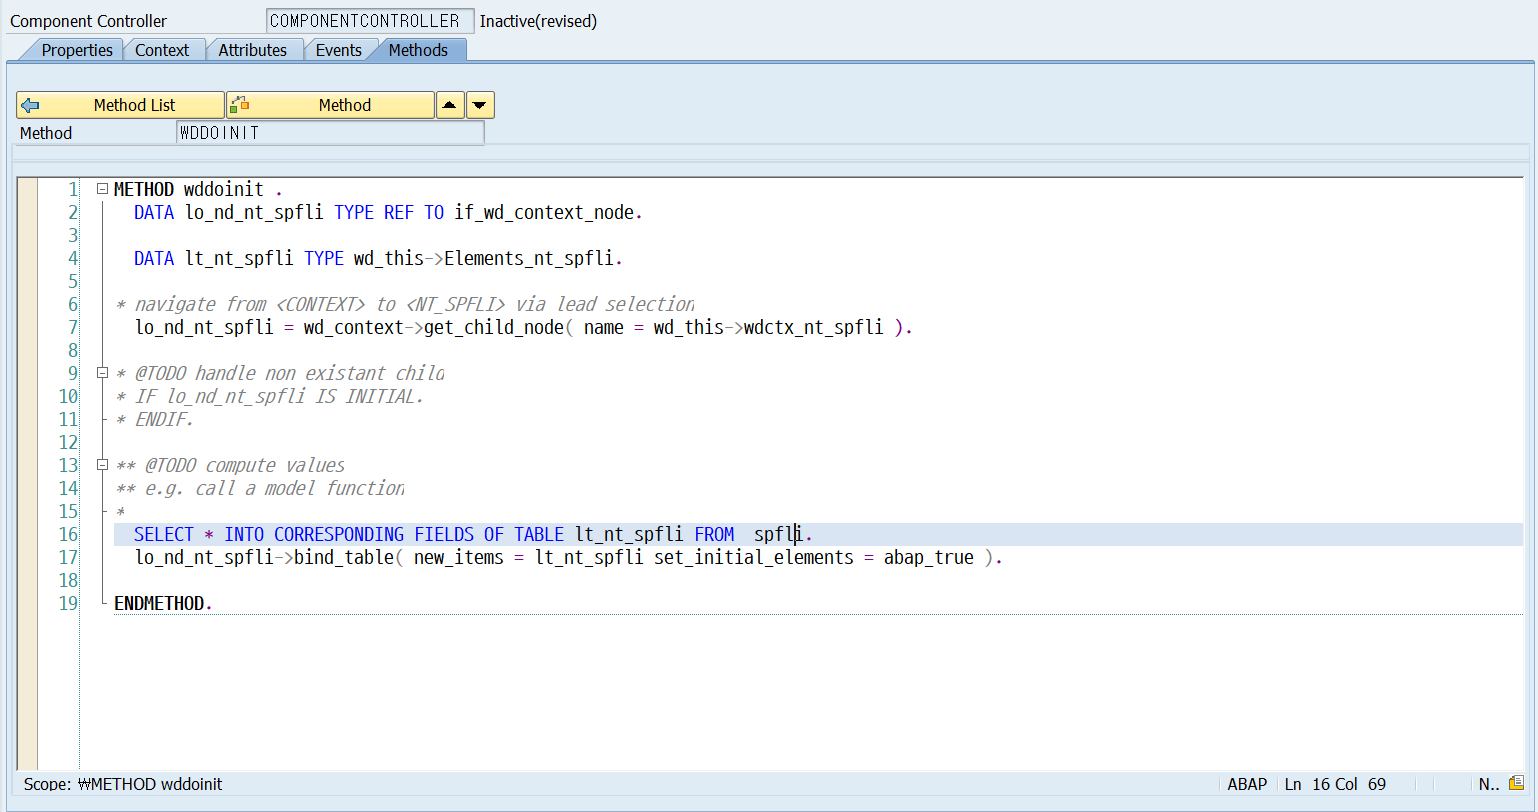 Component Controller COMPONENTCONTROLLER Inactive(revised)
Properties Context Attributes Events Methods
Method List Method
Method WDDOINIT
1 METHOD wddoinit .
2 DATA lo_nd_nt_spfli TYPE REF TO if_wd_context_node.
3
4 DATA lt_nt_spfli TYPE wd_this->Elements_nt_spfli.
5
6 * navigate from <CONTEXT> to <NT_SPFLI> via lead selection
7 lo_nd_nt_spfli = wd_context->get_child_node( name = wd_this->wdctx_nt_spfli ).
8
9 * @TODO handle non existant child
10 * IF lo_nd_nt_spfli IS INITIAL.
11 * ENDIF.
12
13 ** @TODO compute values
14 ** e.g. call a model function
15 *
16 SELECT * INTO CORRESPONDING FIELDS OF TABLE lt_nt_spfli FROM  spfli.
17 lo_nd_nt_spfli->bind_table( new_items = lt_nt_spfli set_initial_elements = abap_true ).
18
19 ENDMETHOD.
Scope: ₩METHOD wddoinit ABAP Ln 16 Col 69 N..